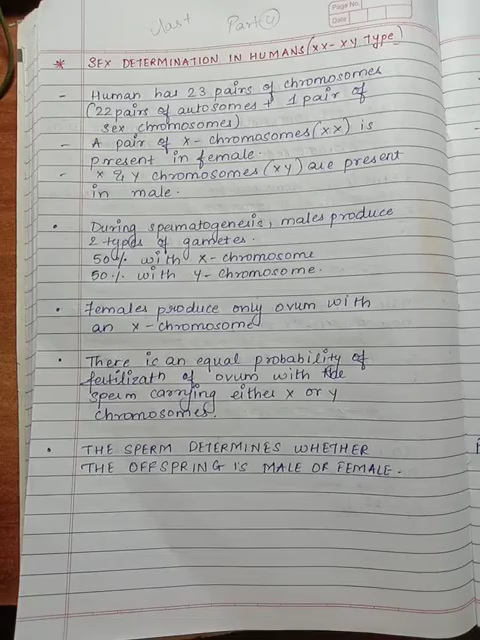 last Part (4)
Page No.
Date
* SEX DETERMINATION IN HUMANS (XX-XY Type)
- Human has 23 pairs of chromosomes
(22 pairs of autosomes + 1 pair of
sex chromosomes)
- A pair of X-chromosomes (XX) is
present in female.
- X & Y chromosomes (XY) are present
in male.
• During spermatogenesis, males produce
2 types of gametes.
50% with X-chromosome
50% with Y-chromosome.
• Females produce only ovum with
an X-chromosome
• There is an equal probability of
fertilizath of ovum with the
sperm carrying either X or Y
chromosomes.
• THE SPERM DETERMINES WHETHER
THE OFFSPRING IS MALE OR FEMALE.